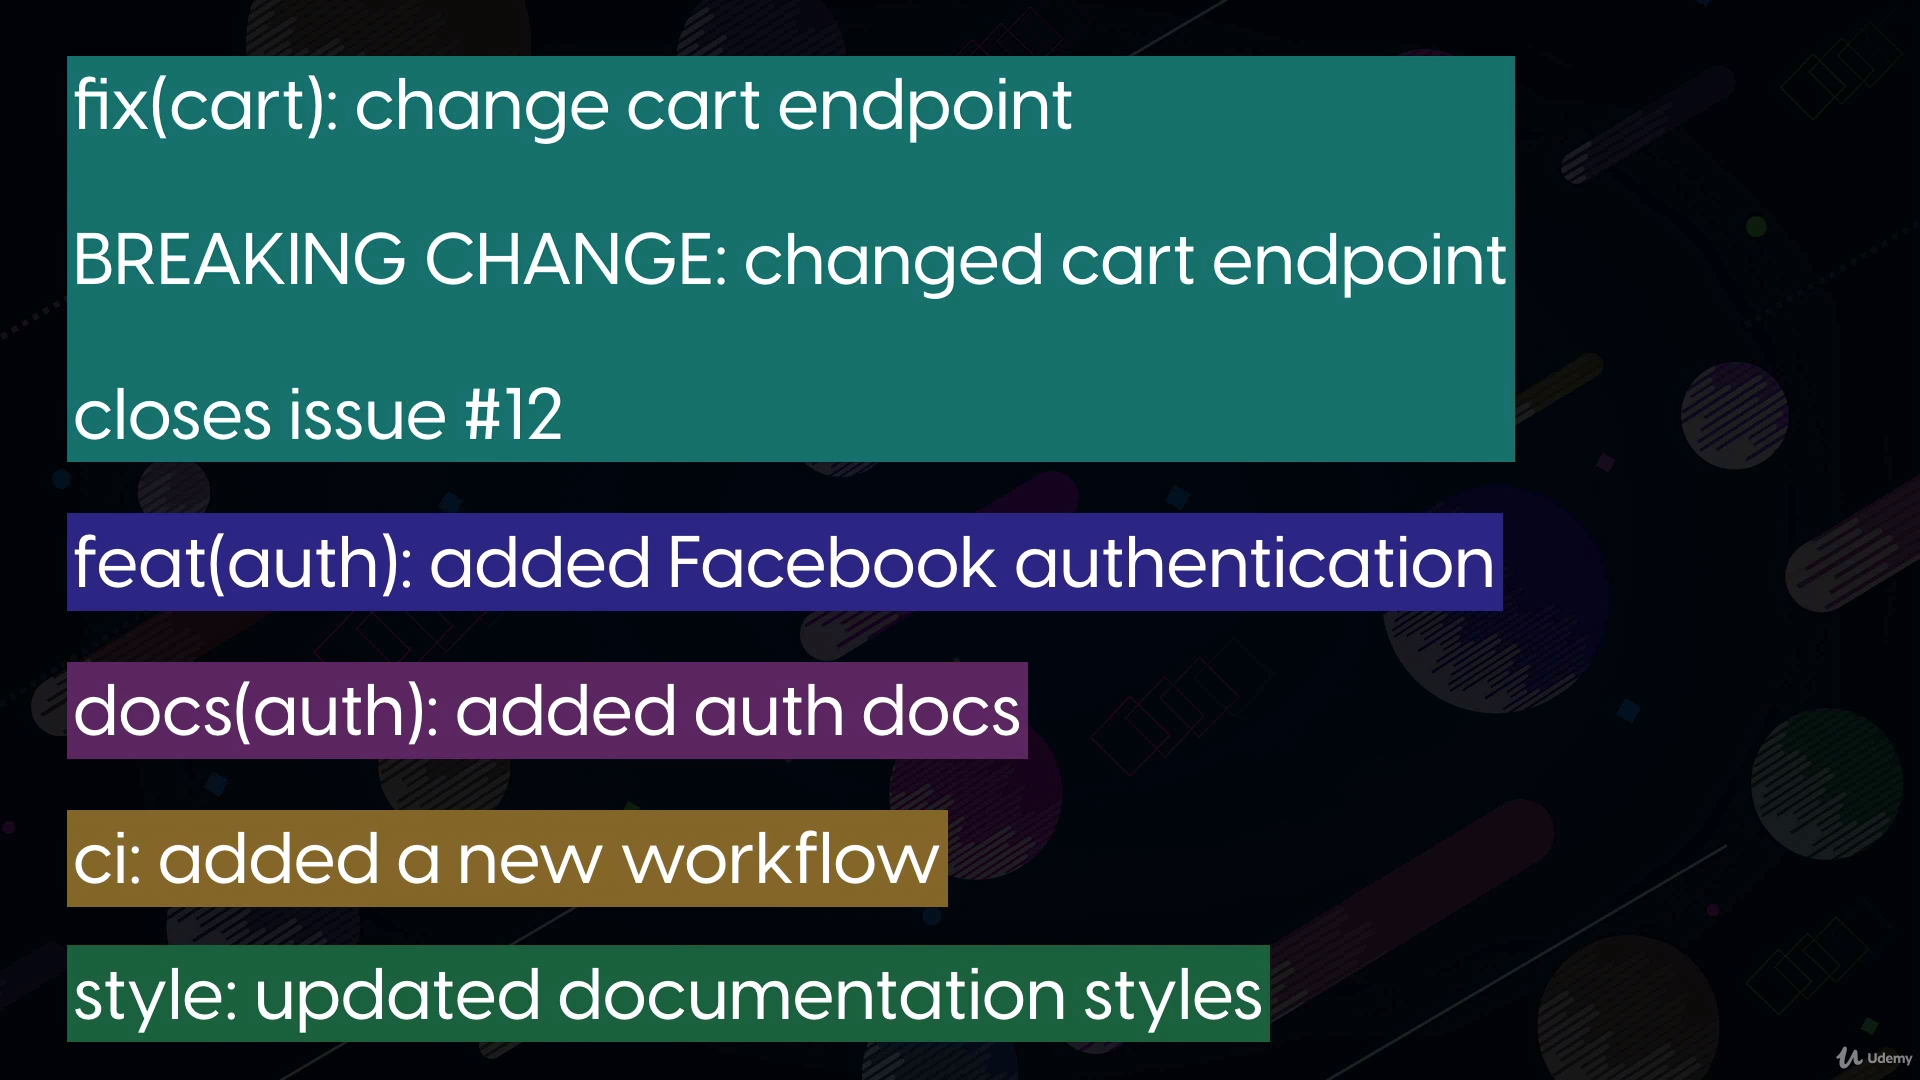 fix(cart): change cart endpoint
BREAKING CHANGE: changed cart endpoint
closes issue #12
feat(auth): added Facebook authentication
docs(auth): added auth docs
ci: added a new workflow
style: updated documentation styles
Udemy